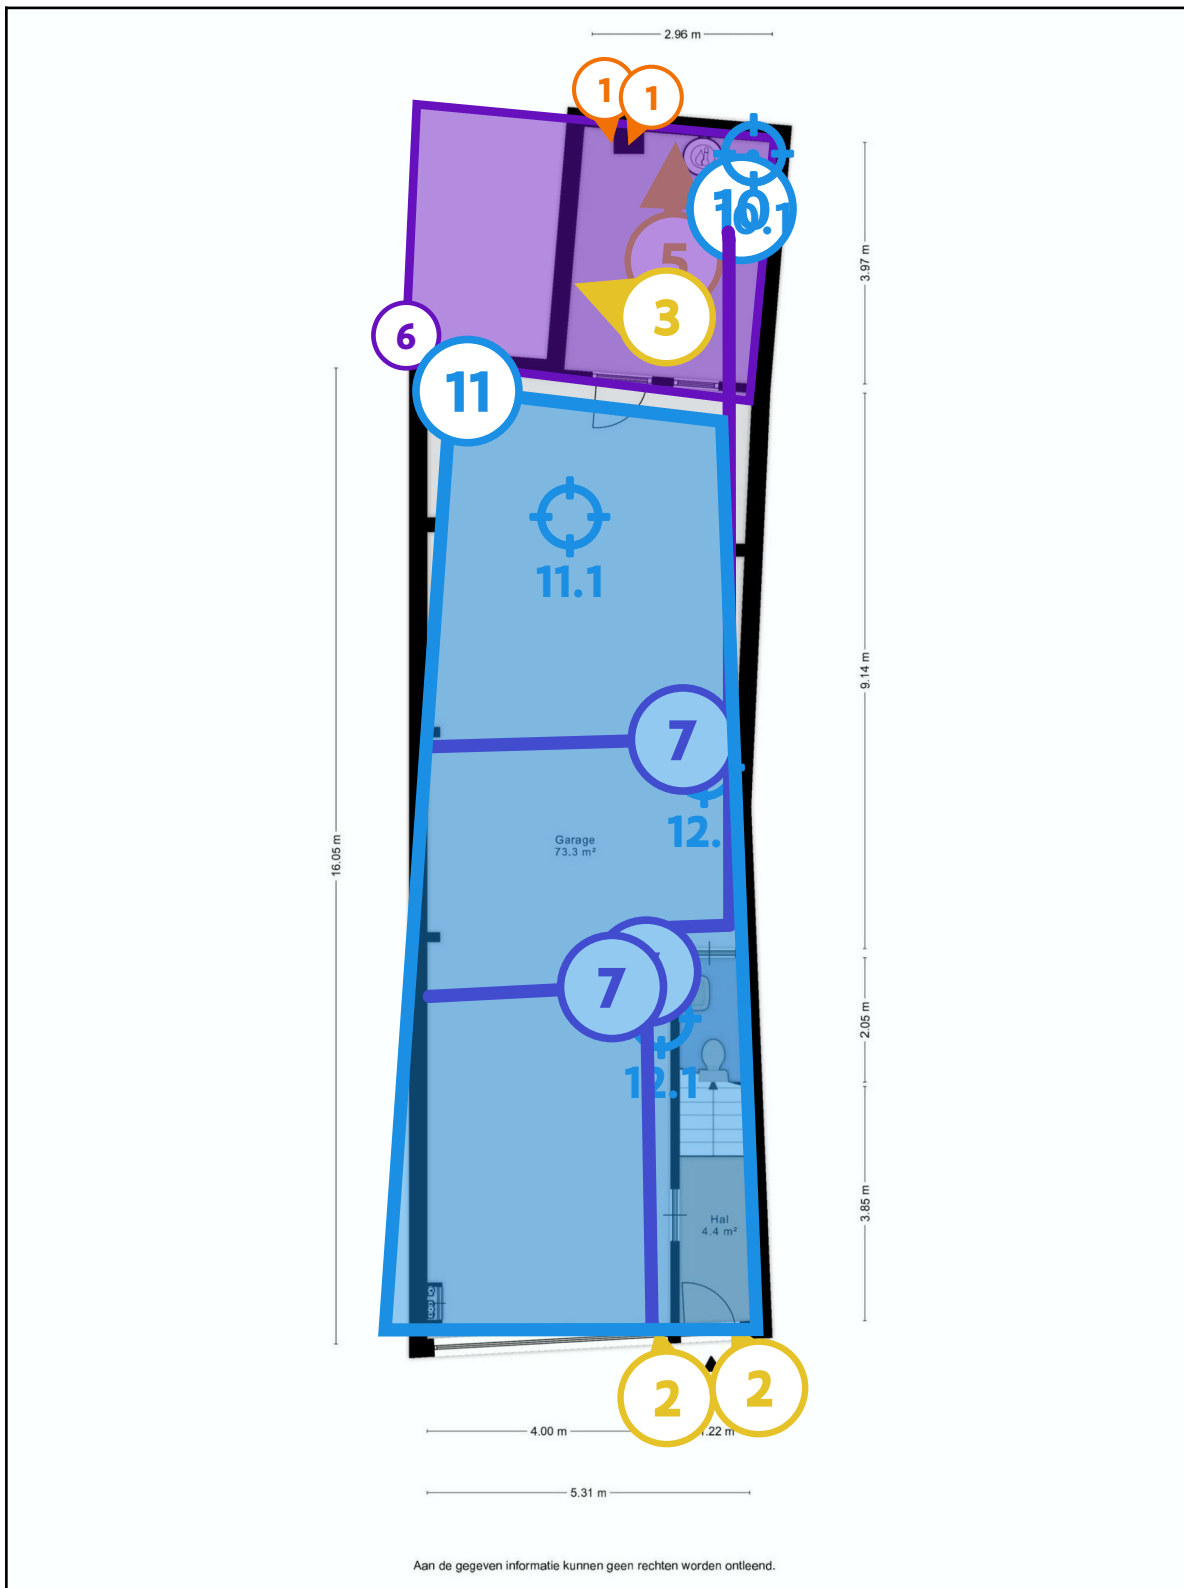 2.96 m
1
1
10
10.1
5
3
3.97 m
6
11
11.1
7
9.14 m
12.
Garage
73.3 m²
16.05 m
7
12.1
2.05 m
3.85 m
Hal
4.4 m²
2
2
4.00 m
.22 m
5.31 m
Aan de gegeven informatie kunnen geen rechten worden ontleend.